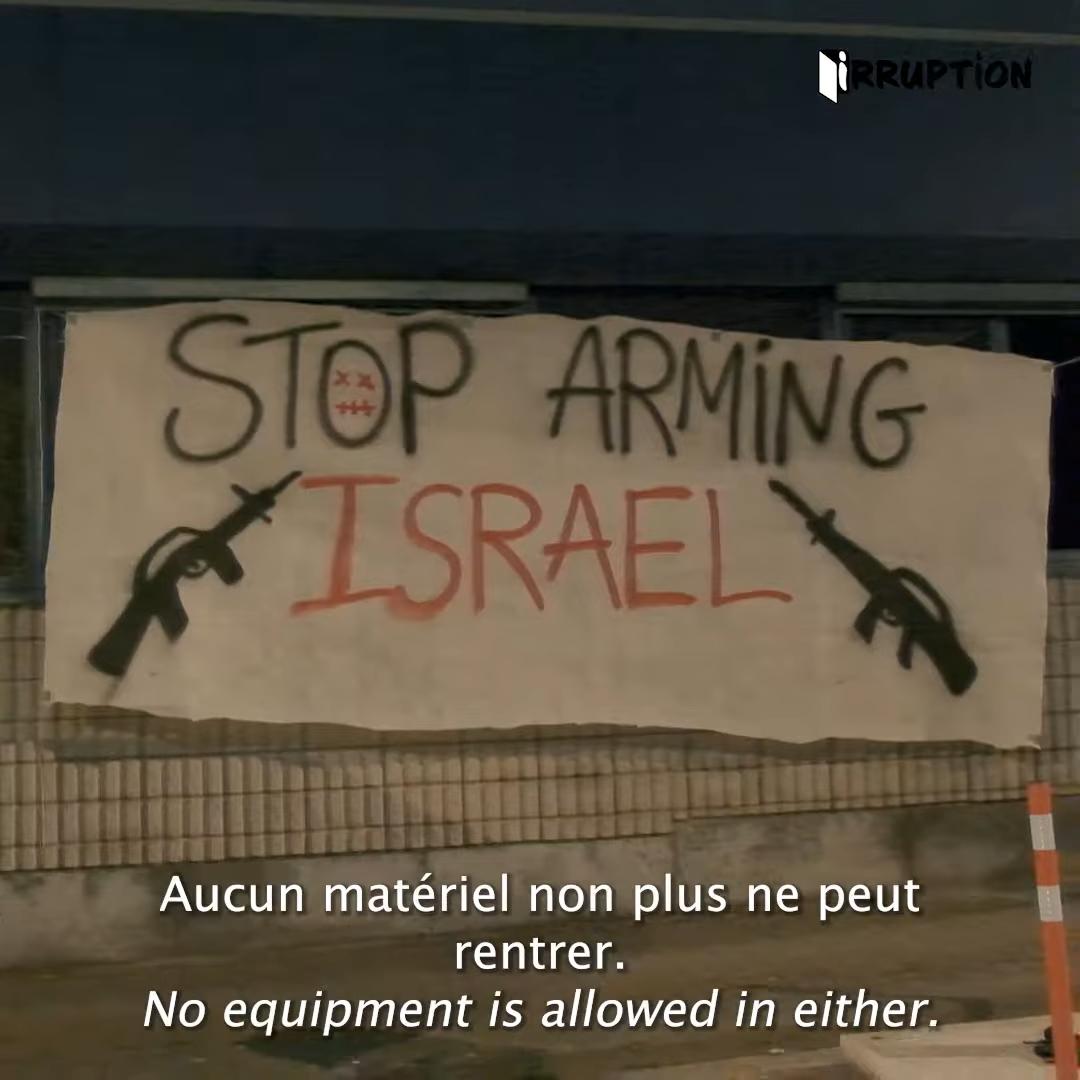 iRRUPTiON
STOP ARMiNG
ISRAEL
Aucun matériel non plus ne peut
rentrer.
No equipment is allowed in either.